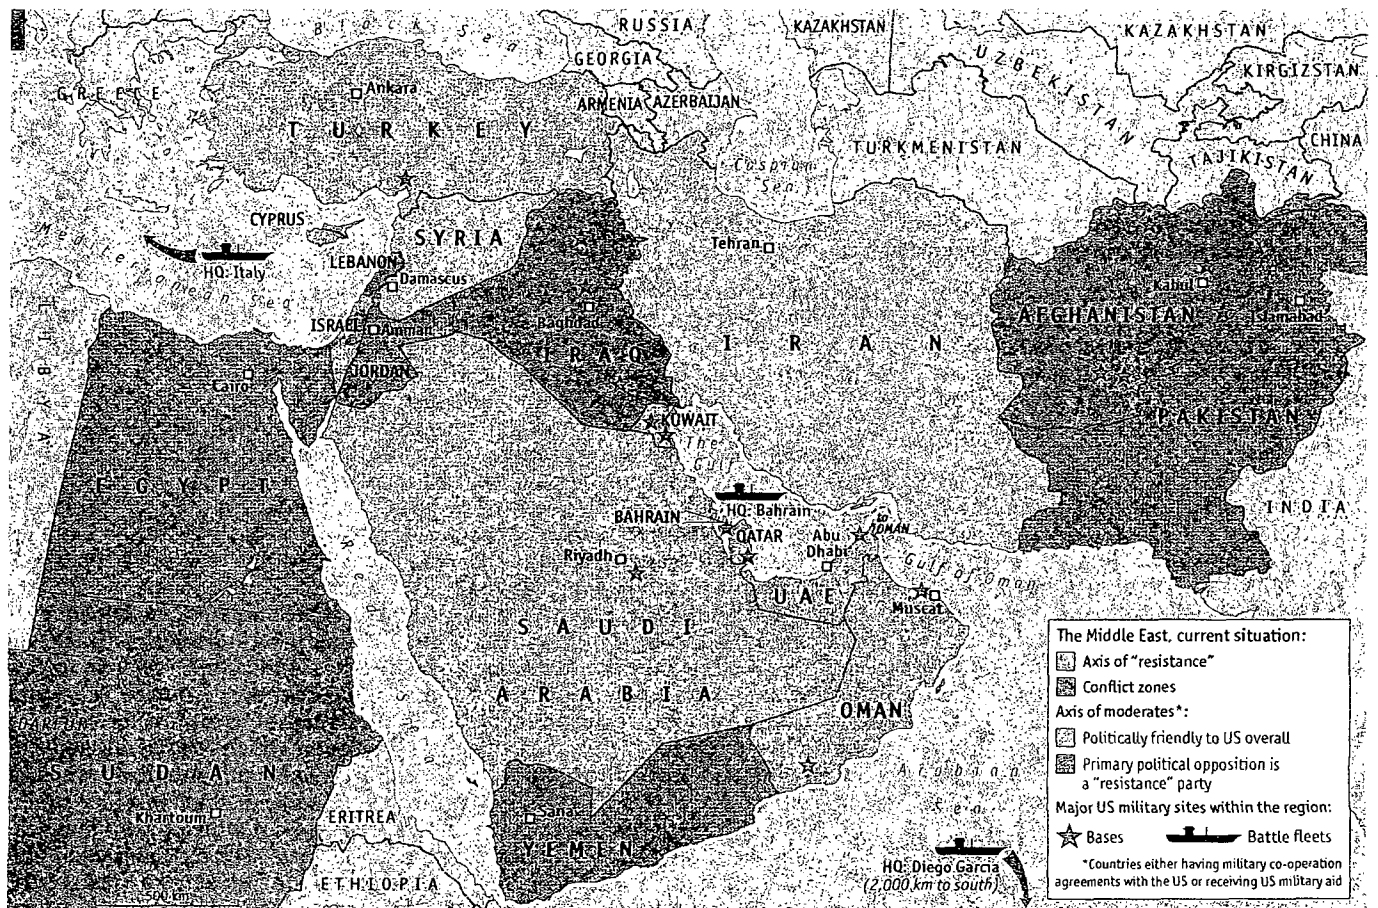 Black Sea
RUSSIA
KAZAKHSTAN
KAZAKHSTAN
GEORGIA
UZBEKISTAN
KIRGIZSTAN
GREECE
Ankara
ARMENIA
AZERBAIJAN
TURKEY
CHINA
TURKMENISTAN
TAJIKISTAN
Caspian
Sea
CYPRUS
SYRIA
Tehran
Mediterranean Sea
HQ: Italy
LEBANON
Damascus
Kabul
AFGHANISTAN
Islamabad
ISRAEL
Amman
Baghdad
IRAQ
IRAN
LIBYA
Cairo
JORDAN
KUWAIT
PAKISTAN
The
Gulf
EGYPT
HQ: Bahrain
INDIA
BAHRAIN
QATAR
Abu
Dhabi
to
OMAN
Riyadh
Gulf of Oman
Red Sea
UAE
Muscat
SAUDI
ARABIA
OMAN
DARFUR
SUDAN
Khartoum
ERITREA
Sana
YEMEN
Arabian
Sea
ETHIOPIA
500 km
HQ: Diego Garcia
(2,000 km to south)
The Middle East, current situation:
Axis of "resistance"
Conflict zones
Axis of moderates*:
Politically friendly to US overall
Primary political opposition is
a "resistance" party
Major US military sites within the region:
Bases
Battle fleets
*Countries either having military co-operation
agreements with the US or receiving US military aid